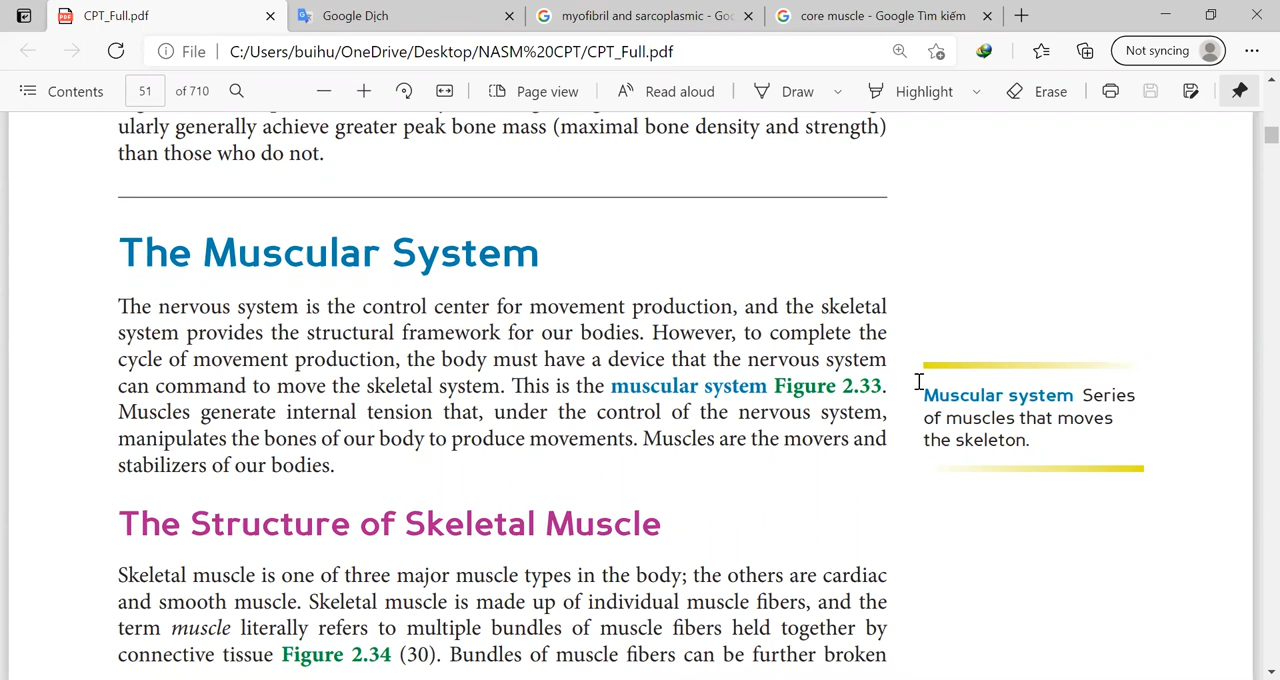 CPT_Full.pdf
Google Dịch
myofibril and sarcoplasmic - Goo
core muscle - Google Tìm kiếm
File
C:/Users/buihu/OneDrive/Desktop/NASM%20CPT/CPT_Full.pdf
Not syncing
Contents
51
of 710
Page view
Read aloud
Draw
Highlight
Erase
ularly generally achieve greater peak bone mass (maximal bone density and strength)
than those who do not.
The Muscular System
The nervous system is the control center for movement production, and the skeletal
system provides the structural framework for our bodies. However, to complete the
cycle of movement production, the body must have a device that the nervous system
can command to move the skeletal system. This is the muscular system Figure 2.33.
Muscles generate internal tension that, under the control of the nervous system,
manipulates the bones of our body to produce movements. Muscles are the movers and
stabilizers of our bodies.
Muscular system Series
of muscles that moves
the skeleton.
The Structure of Skeletal Muscle
Skeletal muscle is one of three major muscle types in the body; the others are cardiac
and smooth muscle. Skeletal muscle is made up of individual muscle fibers, and the
term muscle literally refers to multiple bundles of muscle fibers held together by
connective tissue Figure 2.34 (30). Bundles of muscle fibers can be further broken